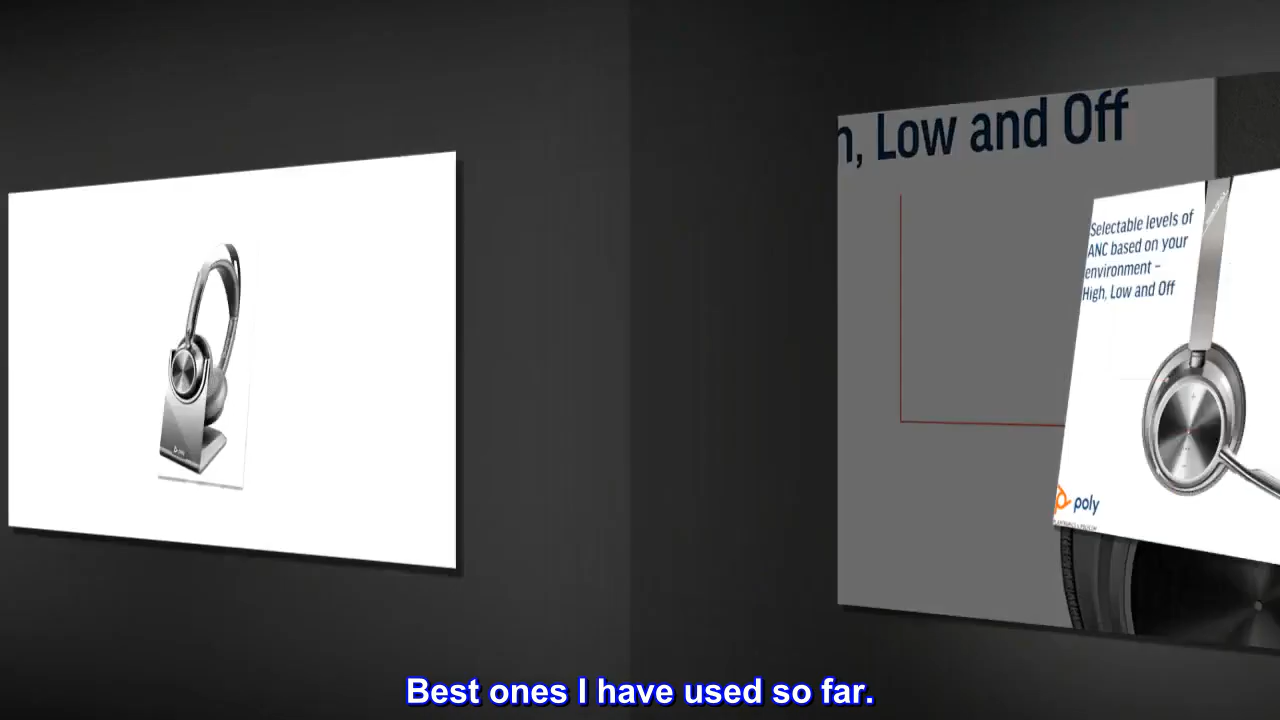 h, Low and Off
Selectable levels of
ANC based on your
environment –
High, Low and Off
poly
poly
Best ones I have used so far.